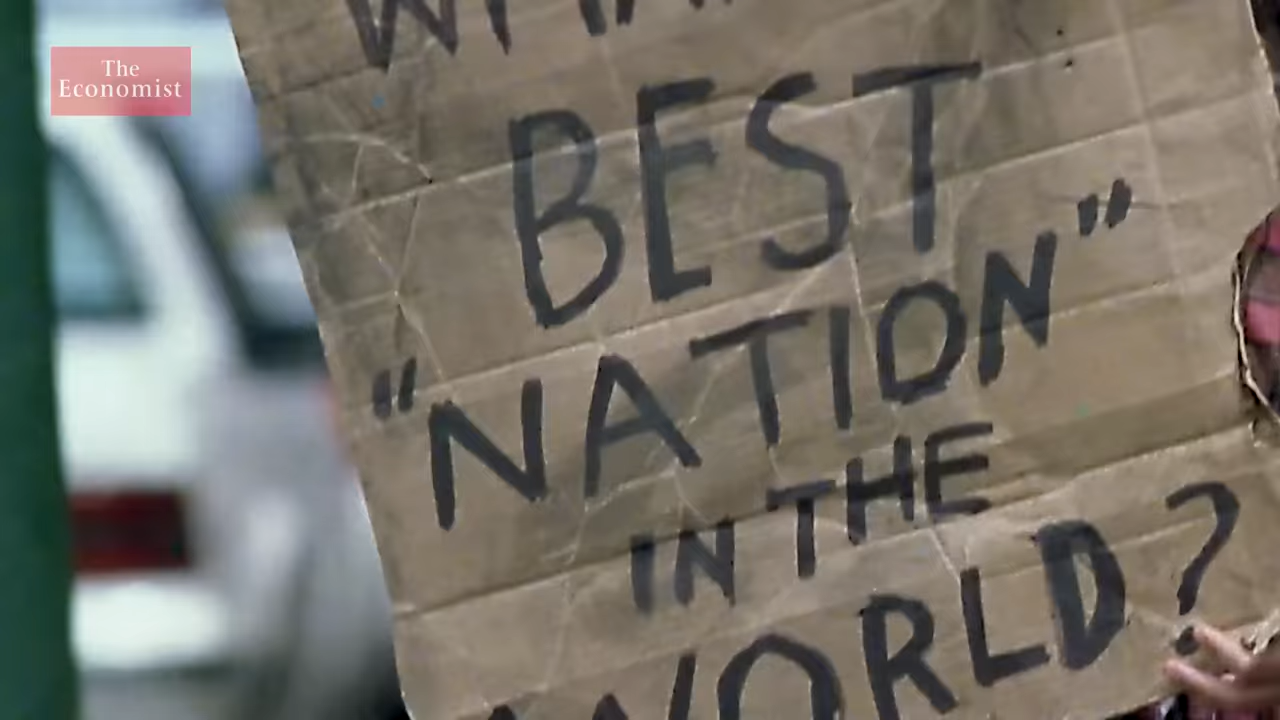 The
Economist
BEST
"NATION"
IN THE
WORLD?